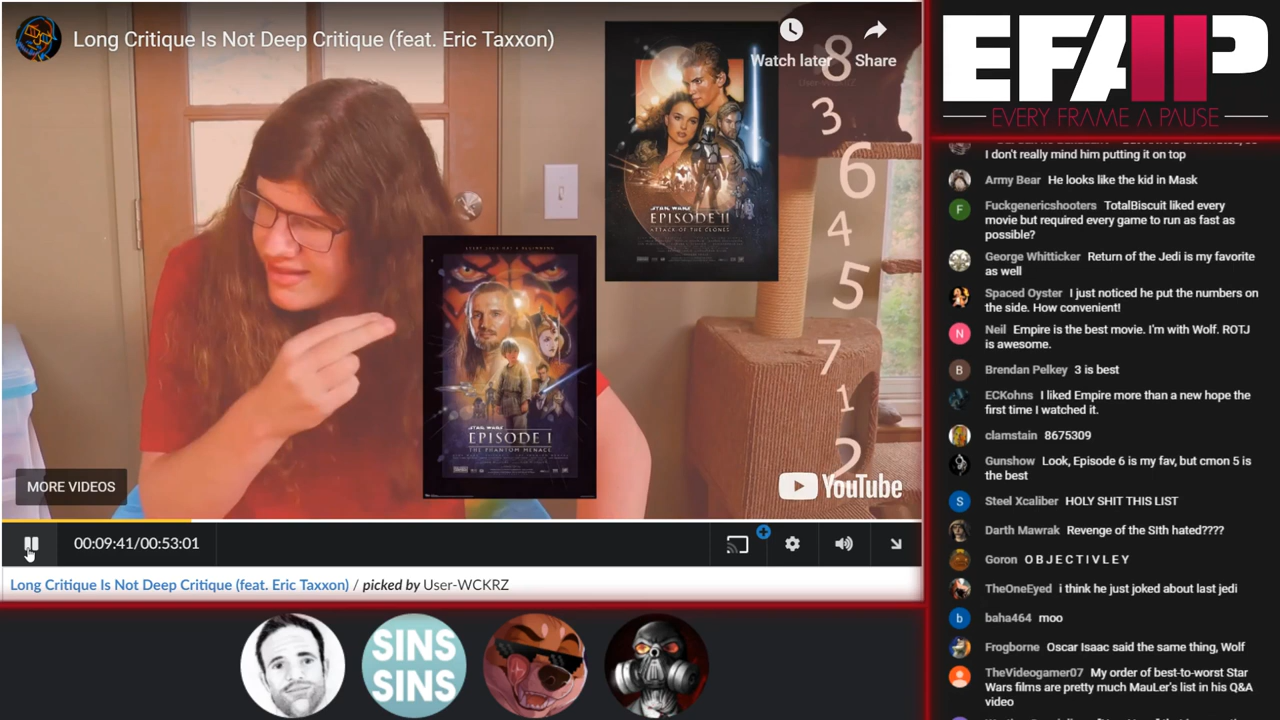 Long Critique Is Not Deep Critique (feat. Eric Taxxon)
Watch later
Share
8
3
6
4
5
7
1
2
STAR WARS
EPISODE II
ATTACK OF THE CLONES
EVERY SAGA HAS A BEGINNING
STAR WARS
EPISODE I
THE PHANTOM MENACE
MORE VIDEOS
YouTube
00:09:41/00:53:01
Long Critique Is Not Deep Critique (feat. Eric Taxxon) / picked by User-WCKRZ
SINS
SINS
EFAP
EVERY FRAME A PAUSE
I don't really mind him putting it on top
Army Bear He looks like the kid in Mask
Fuckgenericshooters TotalBiscuit liked every
movie but required every game to run as fast as
possible?
George Whitticker Return of the Jedi is my favorite
as well
Spaced Oyster I just noticed he put the numbers on
the side. How convenient!
Neil Empire is the best movie. I'm with Wolf. ROTJ
is awesome.
Brendan Pelkey 3 is best
ECKohns I liked Empire more than a new hope the
first time I watched it.
clamstain 8675309
Gunshow Look, Episode 6 is my fav, but cmon 5 is
the best
Steel Xcaliber HOLY SHIT THIS LIST
Darth Mawrak Revenge of the SIth hated????
Goron O B J E C T I V L E Y
TheOneEyed i think he just joked about last jedi
baha464 moo
Frogborne Oscar Isaac said the same thing, Wolf
TheVideogamer07 My order of best-to-worst Star
Wars films are pretty much MauLer's list in his Q&A
video